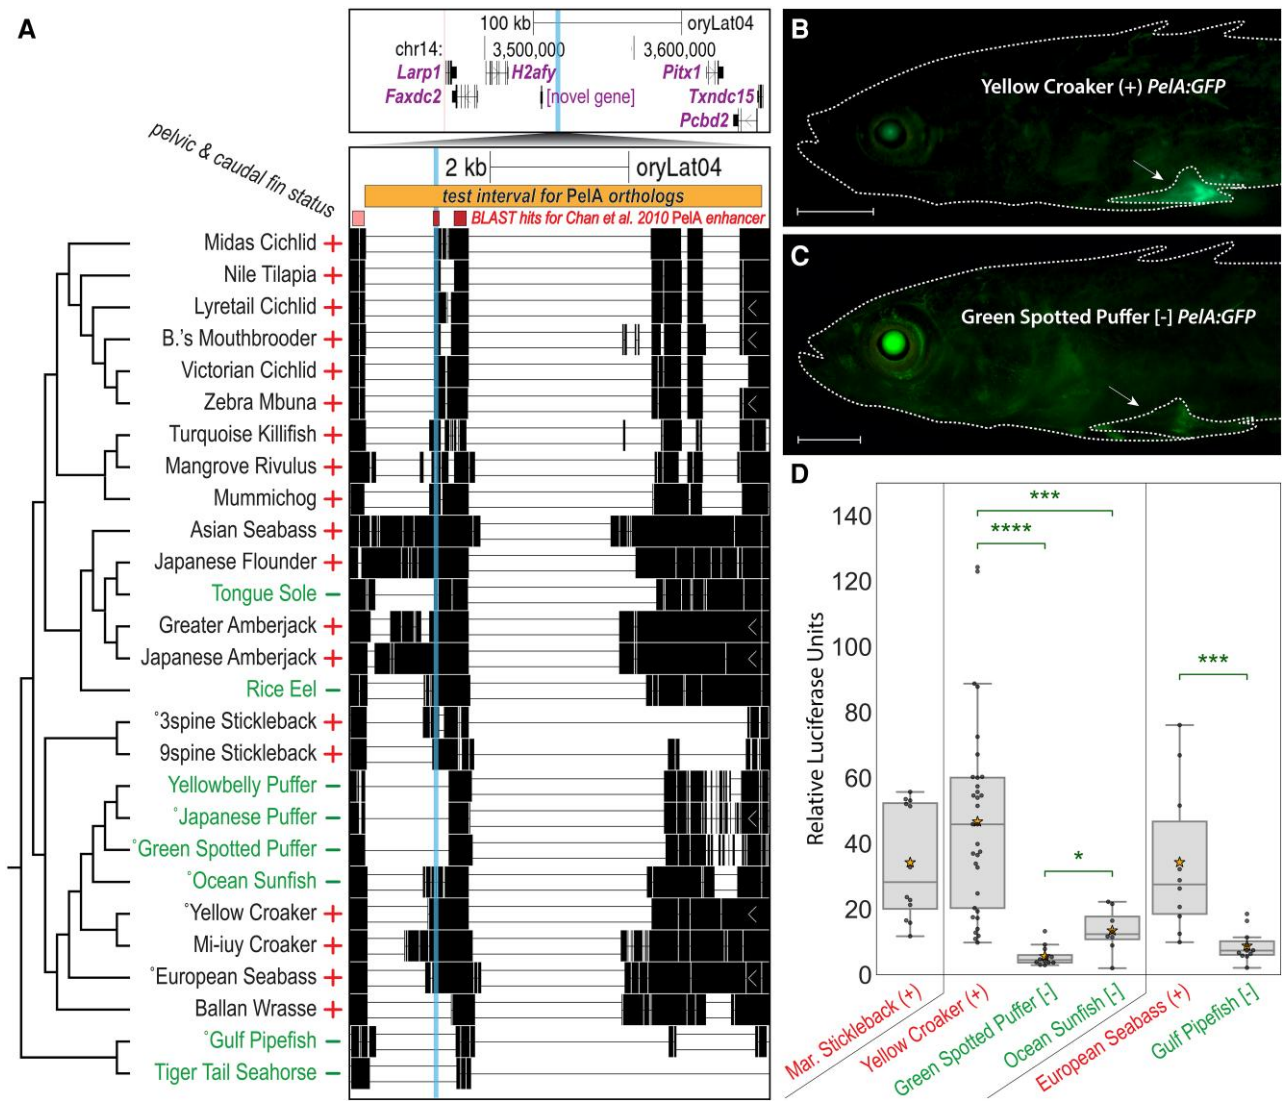 A
100 kb
oryLat04
chr14:
3,500,000
3,600,000
Larp1
H2afy
Pitx1
Faxdc2
[novel gene]
Txndc15
Pcbd2
pelvic & caudal fin status
2 kb
oryLat04
test interval for PelA orthologs
BLAST hits for Chan et al. 2010 PelA enhancer
Midas Cichlid +
Nile Tilapia +
Lyretail Cichlid +
B.'s Mouthbrooder +
Victorian Cichlid +
Zebra Mbuna +
Turquoise Killifish +
Mangrove Rivulus +
Mummichog +
Asian Seabass +
Japanese Flounder +
Tongue Sole −
Greater Amberjack +
Japanese Amberjack +
Rice Eel −
°3spine Stickleback +
9spine Stickleback +
Yellowbelly Puffer −
°Japanese Puffer −
°Green Spotted Puffer −
°Ocean Sunfish −
°Yellow Croaker +
Mi-iuy Croaker +
°European Seabass +
Ballan Wrasse +
°Gulf Pipefish −
Tiger Tail Seahorse −
B
Yellow Croaker (+) PelA:GFP
C
Green Spotted Puffer [-] PelA:GFP
D
Relative Luciferase Units
140
120
100
80
60
40
20
0
***
****
*
***
Mar. Stickleback (+)
Yellow Croaker (+)
Green Spotted Puffer [-]
Ocean Sunfish [-]
European Seabass (+)
Gulf Pipefish [-]